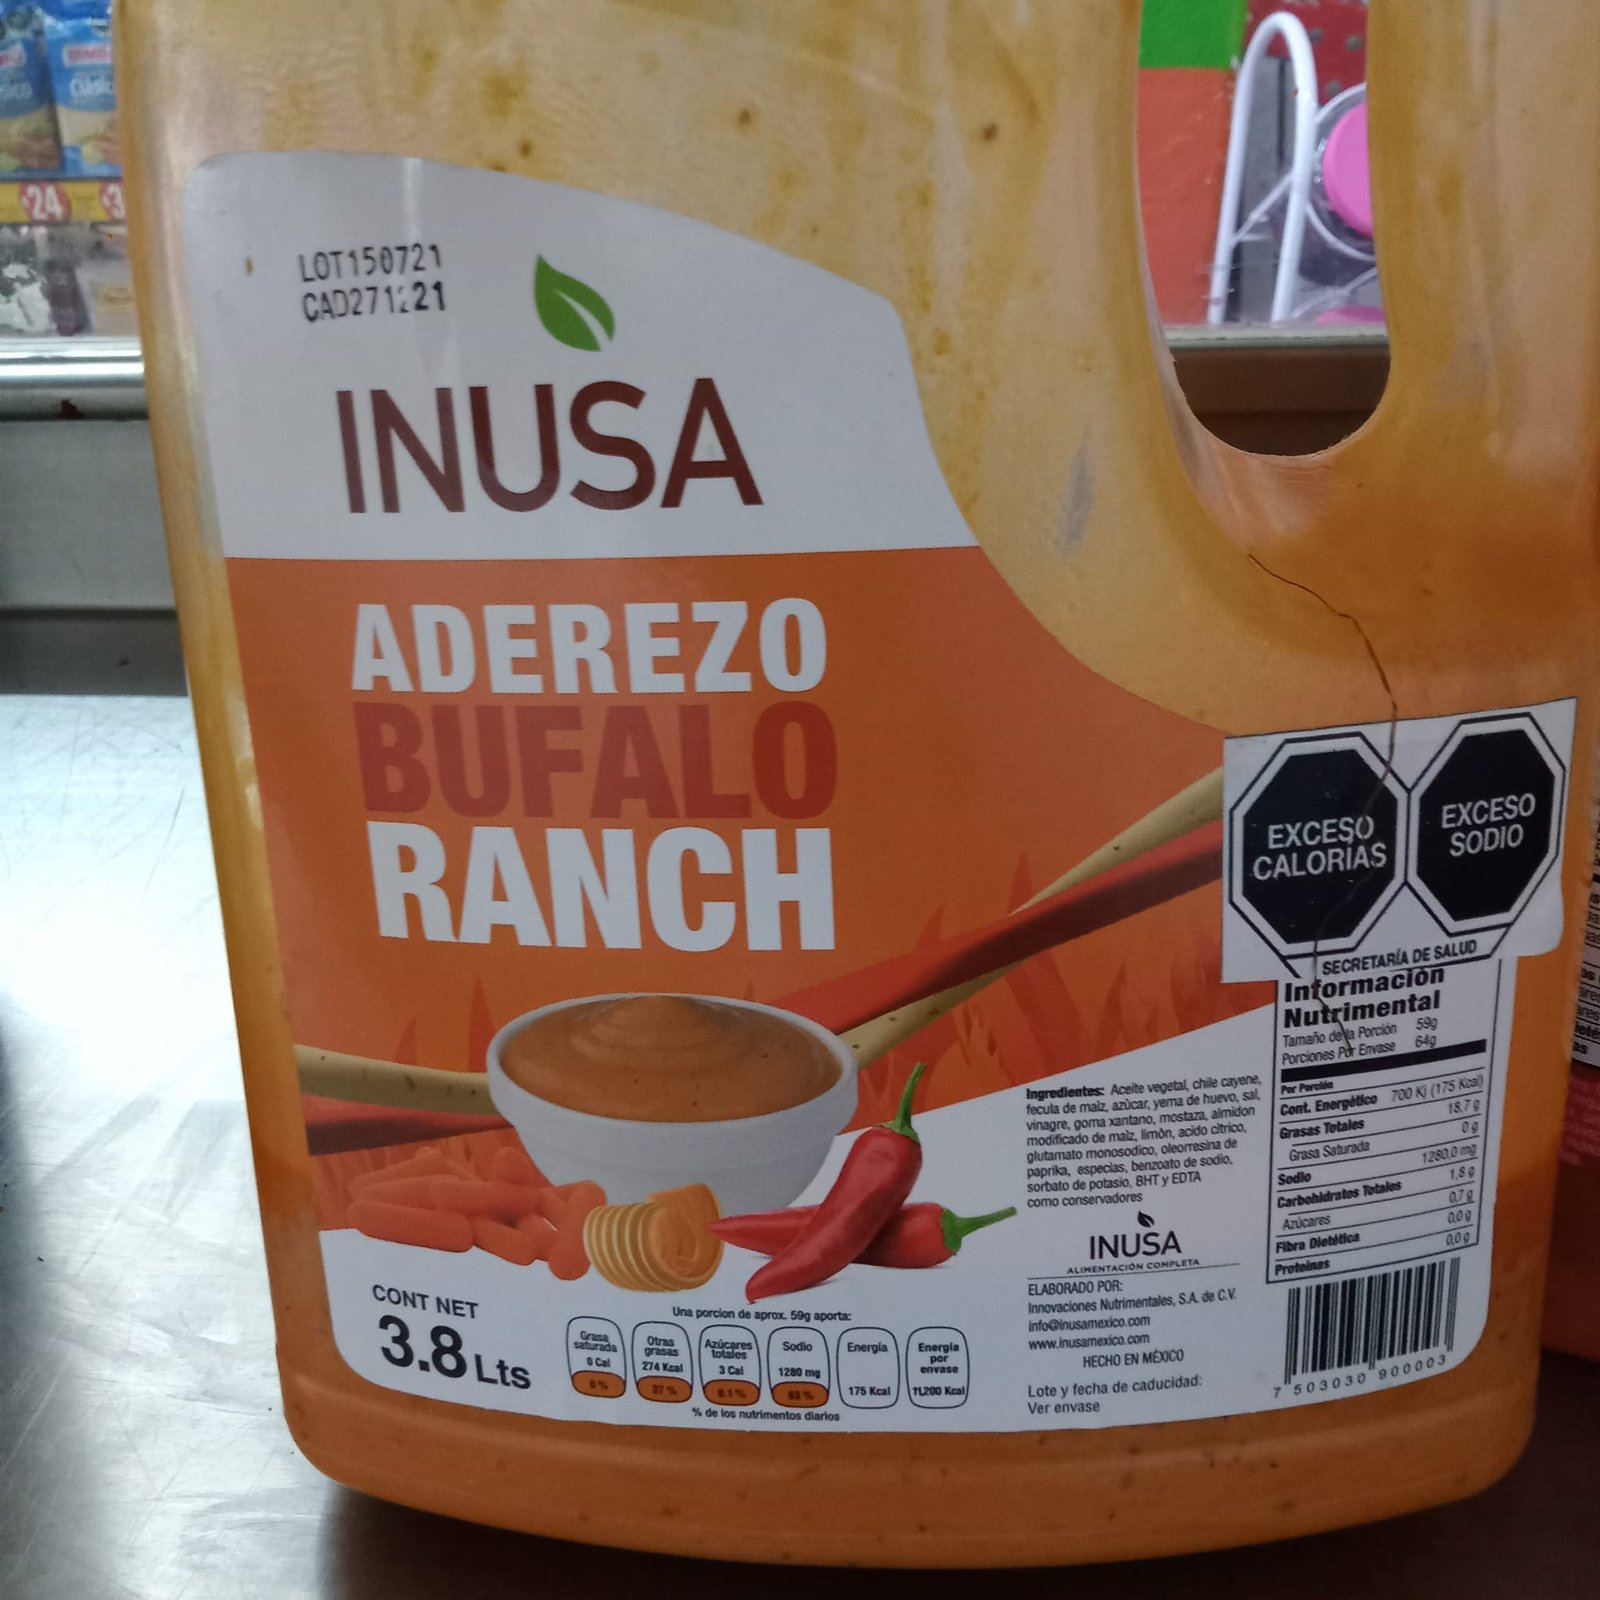 $24
LOT150721
CAD271221
INUSA
ADEREZO
BUFALO
RANCH
EXCESO
CALORÍAS
EXCESO
SODIO
SECRETARÍA DE SALUD
Información
Nutrimental
Tamaño de la Porción 59g
Porciones Por Envase 64g
Por Porción
Cont. Energético 700 Kj (175 Kcal)
Grasas Totales 18,7 g
Grasa Saturada 0 g
Sodio 1280.0 mg
Carbohidratos Totales 1,8 g
Azúcares 0,7 g
Fibra Dietética 0,0 g
Proteinas 0,0 g
Ingredientes: Aceite vegetal, chile cayene,
fecula de maíz, azúcar, yema de huevo, sal,
vinagre, goma xantano, mostaza, almidon
modificado de maíz, limón, acido cítrico,
glutamato monosodico, oleorresina de
paprika, especias, benzoato de sodio,
sorbato de potasio, BHT y EDTA
como conservadores
INUSA
ALIMENTACIÓN COMPLETA
ELABORADO POR:
Innovaciones Nutrimentales, S.A. de C.V.
info@inusamexico.com
www.inusamexico.com
HECHO EN MÉXICO
Lote y fecha de caducidad:
Ver envase
7 503030 900003
CONT NET
3.8 Lts
Una porcion de aprox. 59g aporta:
Grasa saturada 0 Cal 0 %
Otras grasas 274 Kcal 37 %
Azúcares totales 3 Cal 0.1 %
Sodio 1280 mg 63 %
Energía 175 Kcal
Energía por envase 11,200 Kcal
% de los nutrimentos diarios